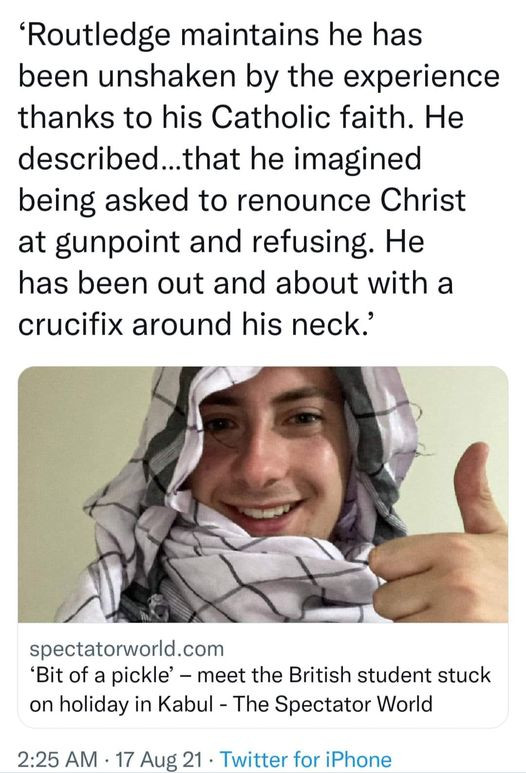 ‘Routledge maintains he has
been unshaken by the experience
thanks to his Catholic faith. He
described...that he imagined
being asked to renounce Christ
at gunpoint and refusing. He
has been out and about with a
crucifix around his neck.’
spectatorworld.com
‘Bit of a pickle’ – meet the British student stuck
on holiday in Kabul - The Spectator World
2:25 AM · 17 Aug 21 · Twitter for iPhone